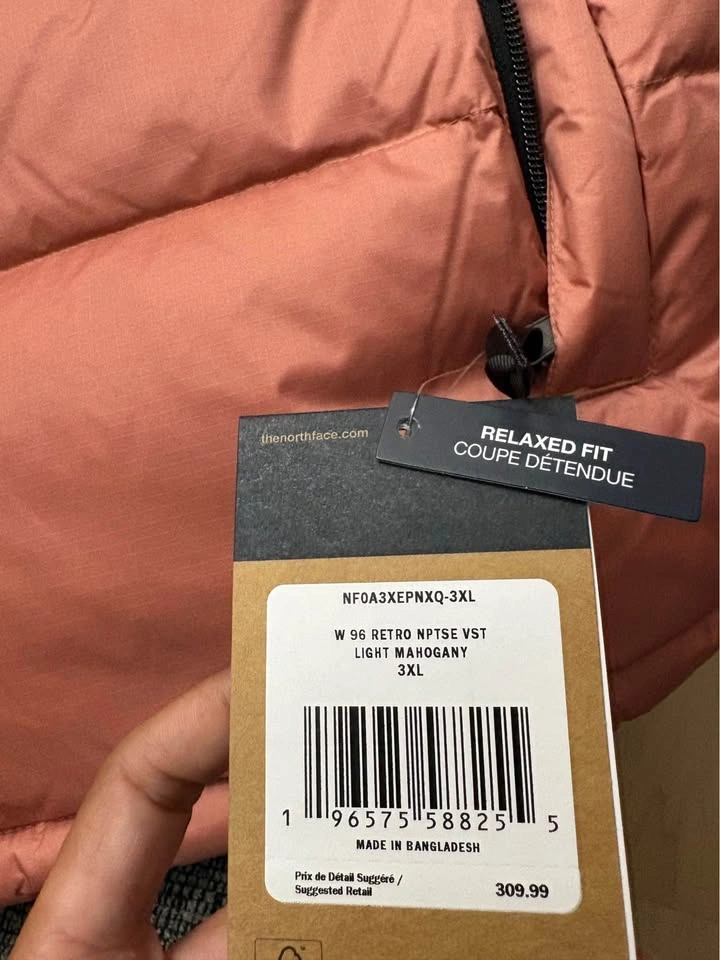 thenorthface.com
RELAXED FIT
COUPE DÉTENDUE
NF0A3XEPNXQ-3XL
W 96 RETRO NPTSE VST
LIGHT MAHOGANY
3XL
1 96575 58825 5
MADE IN BANGLADESH
Prix de Détail Suggéré /
Suggested Retail 309.99